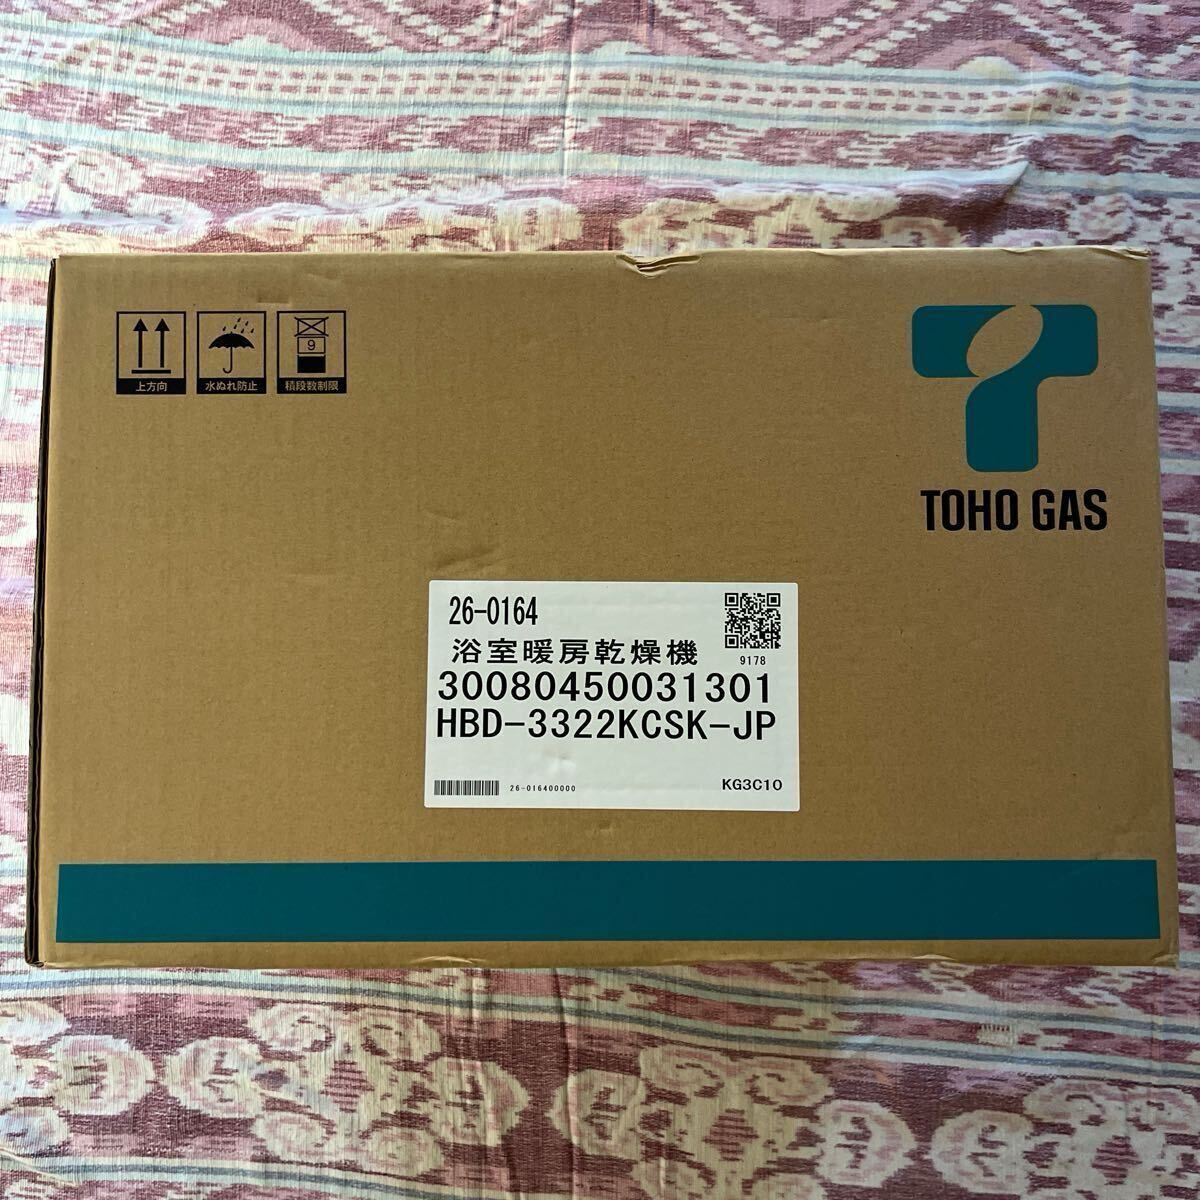 9
上方向
水ぬれ防止
積段数制限
TOHO GAS
26-0164
浴室暖房乾燥機
9178
30080450031301
HBD-3322KCSK-JP
26-016400000
KG3C10